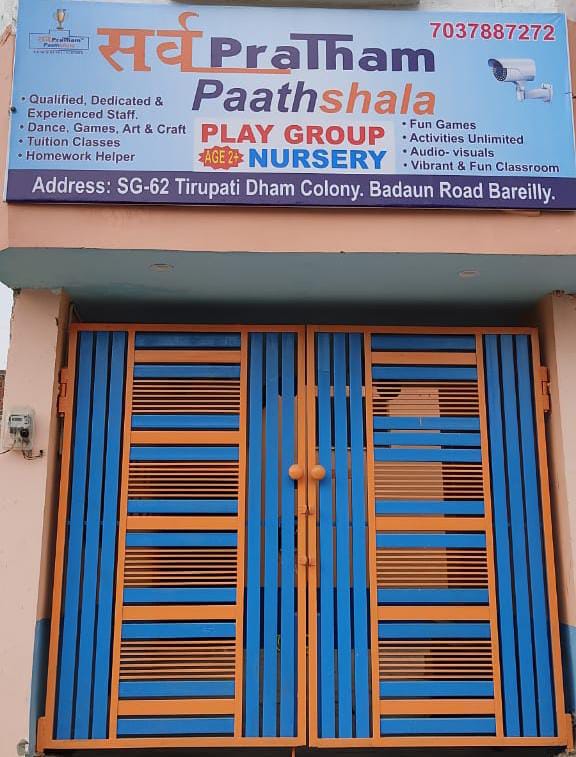 सर्व PraTham
7037887272
Paathshala
• Qualified, Dedicated &
Experienced Staff.
• Dance, Games, Art & Craft
• Tuition Classes
• Homework Helper
PLAY GROUP
AGE 2+ NURSERY
• Fun Games
• Activities Unlimited
• Audio- visuals
• Vibrant & Fun Classroom
Address: SG-62 Tirupati Dham Colony. Badaun Road Bareilly.